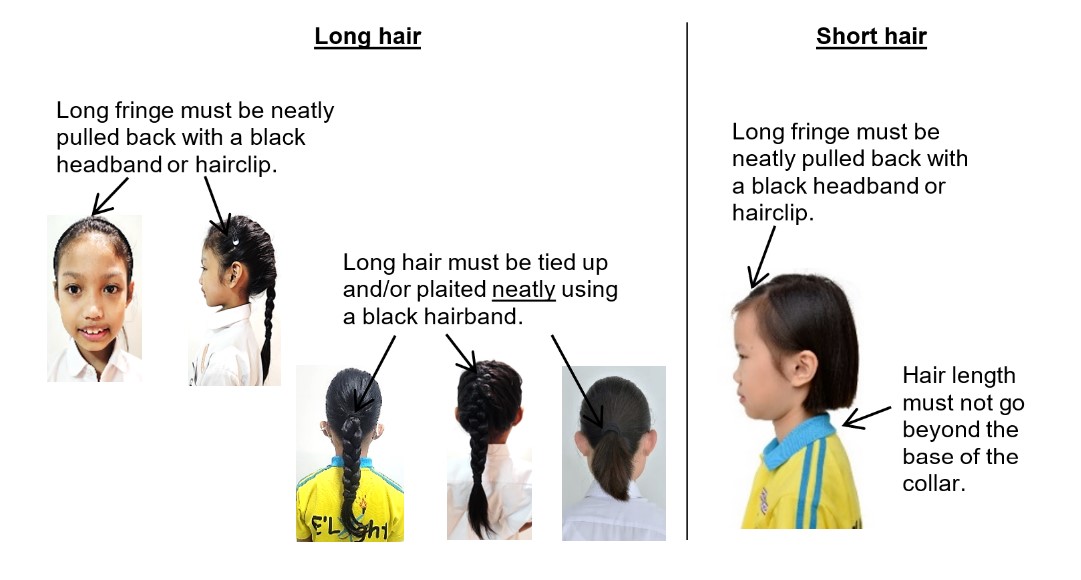 Long hair
Long fringe must be neatly
pulled back with a black
headband or hairclip.
Long hair must be tied up
and/or plaited neatly using
a black hairband.
Short hair
Long fringe must be
neatly pulled back with
a black headband or
hairclip.
Hair length
must not go
beyond the
base of the
collar.